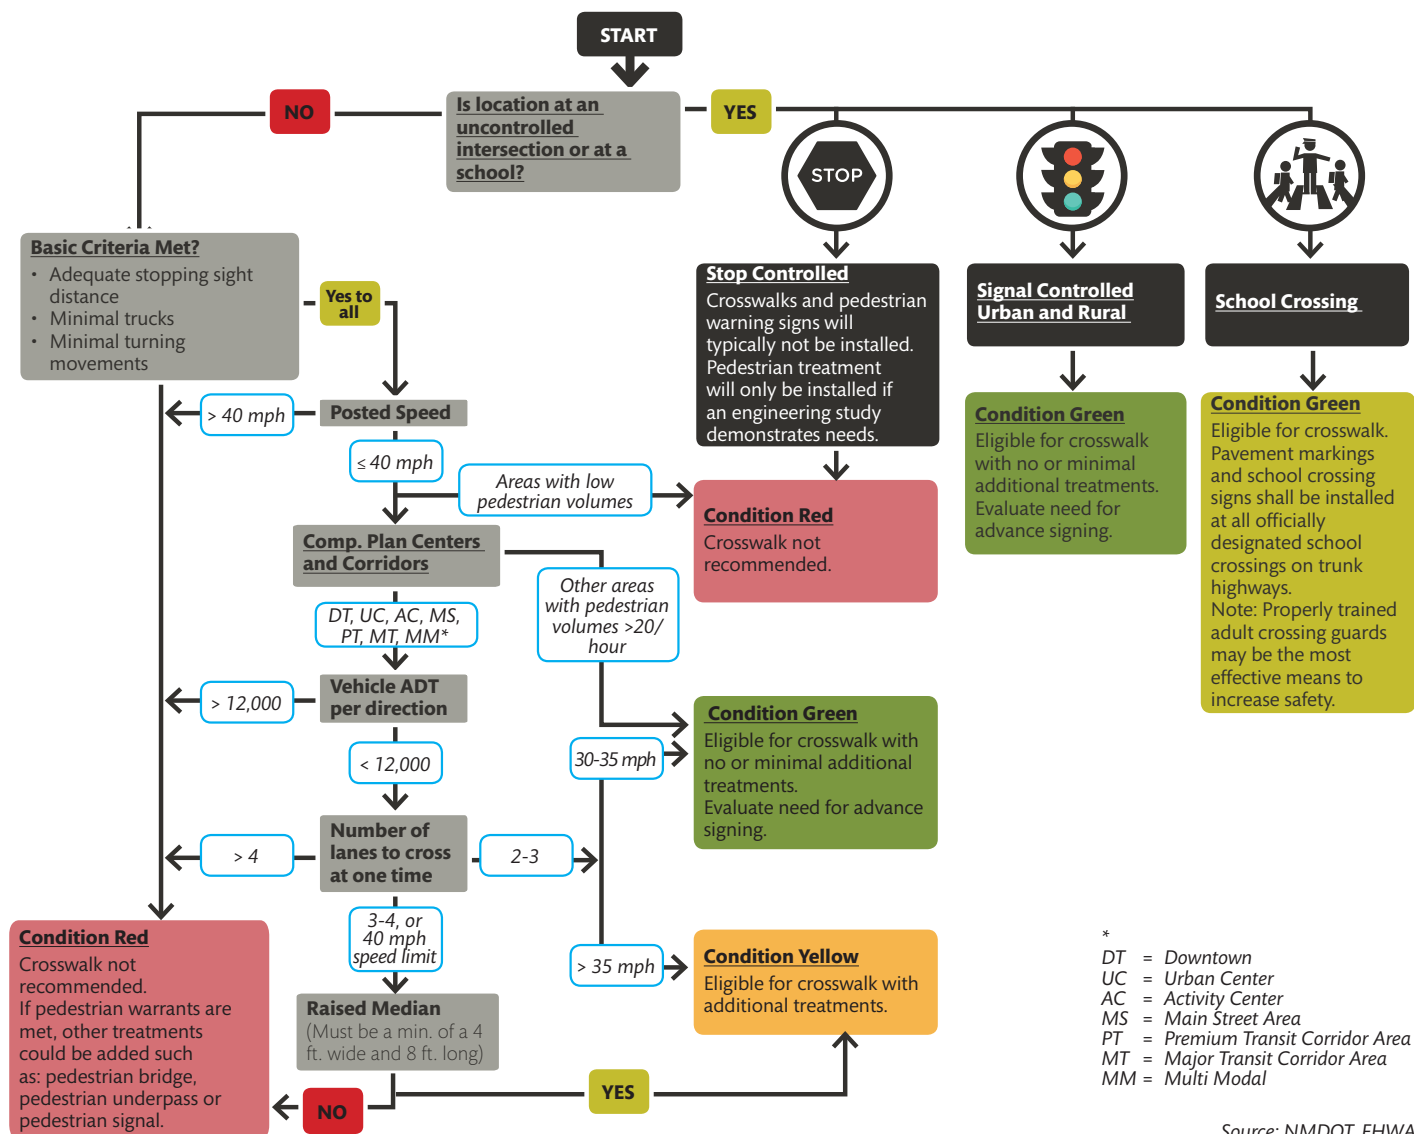 START
Is location at an
uncontrolled
intersection or at a
school?
NO
YES
STOP
Basic Criteria Met?
• Adequate stopping sight
distance
• Minimal trucks
• Minimal turning
movements
Yes to
all
Stop Controlled
Crosswalks and pedestrian
warning signs will
typically not be installed.
Pedestrian treatment
will only be installed if
an engineering study
demonstrates needs.
Signal Controlled
Urban and Rural
School Crossing
> 40 mph
Posted Speed
≤ 40 mph
Areas with low
pedestrian volumes
Condition Red
Crosswalk not
recommended.
Condition Green
Eligible for crosswalk
with no or minimal
additional treatments.
Evaluate need for
advance signing.
Condition Green
Eligible for crosswalk.
Pavement markings
and school crossing
signs shall be installed
at all officially
designated school
crossings on trunk
highways.
Note: Properly trained
adult crossing guards
may be the most
effective means to
increase safety.
Comp. Plan Centers
and Corridors
Other areas
with pedestrian
volumes >20/
hour
DT, UC, AC, MS,
PT, MT, MM*
> 12,000
Vehicle ADT
per direction
< 12,000
30-35 mph
Condition Green
Eligible for crosswalk with
no or minimal additional
treatments.
Evaluate need for advance
signing.
> 4
Number of
lanes to cross
at one time
2-3
3-4, or
40 mph
speed limit
> 35 mph
Condition Yellow
Eligible for crosswalk with
additional treatments.
Condition Red
Crosswalk not
recommended.
If pedestrian warrants are
met, other treatments
could be added such
as: pedestrian bridge,
pedestrian underpass or
pedestrian signal.
Raised Median
(Must be a min. of a 4
ft. wide and 8 ft. long)
NO
YES
*
DT = Downtown
UC = Urban Center
AC = Activity Center
MS = Main Street Area
PT = Premium Transit Corridor Area
MT = Major Transit Corridor Area
MM = Multi Modal
Source: NMDOT, FHWA